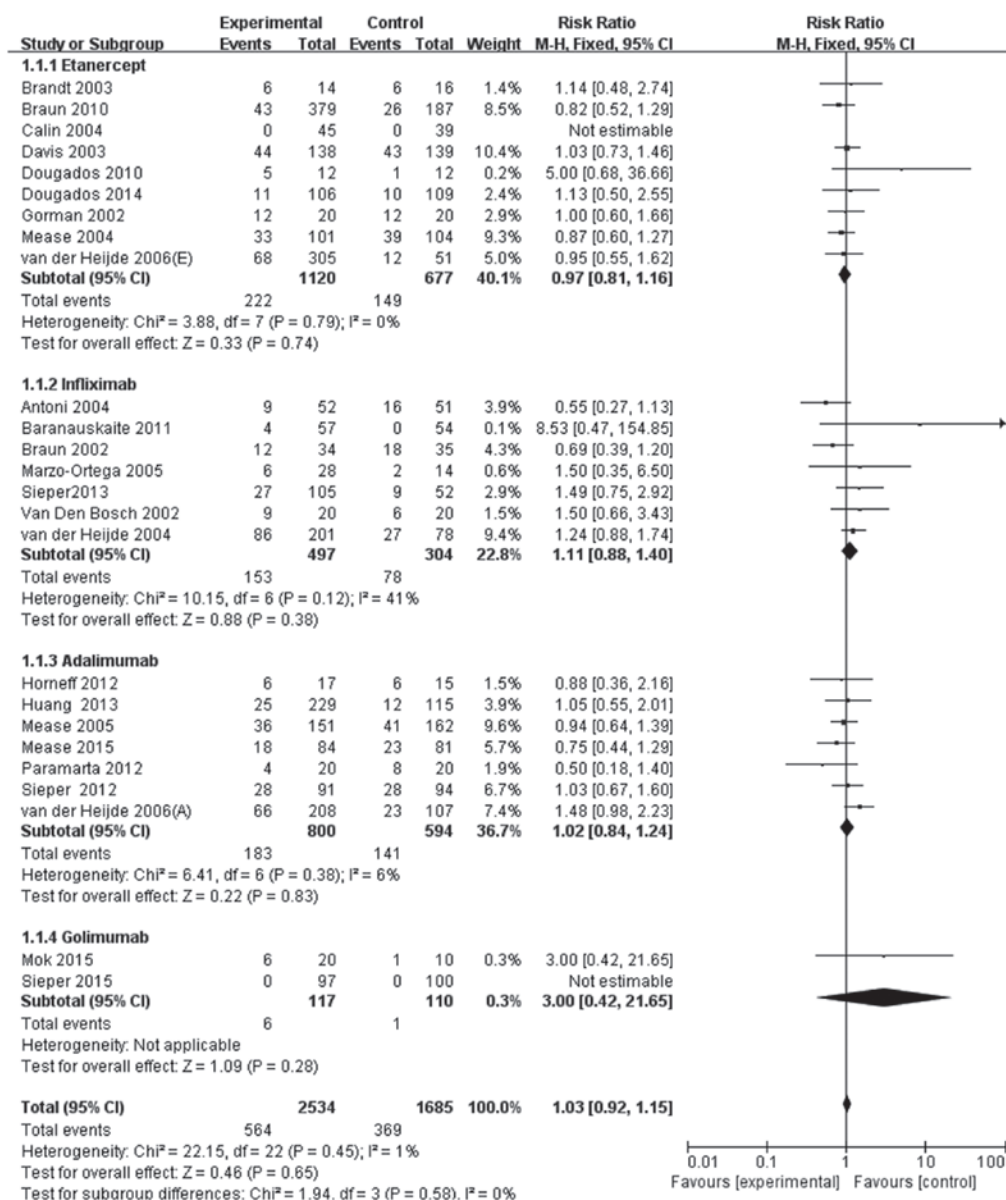 Experimental Control Risk Ratio Risk Ratio
Study or Subgroup Events Total Events Total Weight M-H, Fixed, 95% CI M-H, Fixed, 95% CI
1.1.1 Etanercept
Brandt 2003 6 14 6 16 1.4% 1.14 [0.48, 2.74]
Braun 2010 43 379 26 187 8.5% 0.82 [0.52, 1.29]
Calin 2004 0 45 0 39 Not estimable
Davis 2003 44 138 43 139 10.4% 1.03 [0.73, 1.46]
Dougados 2010 5 12 1 12 0.2% 5.00 [0.68, 36.66]
Dougados 2014 11 106 10 109 2.4% 1.13 [0.50, 2.55]
Gorman 2002 12 20 12 20 2.9% 1.00 [0.60, 1.66]
Mease 2004 33 101 39 104 9.3% 0.87 [0.60, 1.27]
van der Heijde 2006(E) 68 305 12 51 5.0% 0.95 [0.55, 1.62]
Subtotal (95% CI) 1120 677 40.1% 0.97 [0.81, 1.16]
Total events 222 149
Heterogeneity: Chi² = 3.88, df = 7 (P = 0.79); I² = 0%
Test for overall effect: Z = 0.33 (P = 0.74)
1.1.2 Infliximab
Antoni 2004 9 52 16 51 3.9% 0.55 [0.27, 1.13]
Baranauskaite 2011 4 57 0 54 0.1% 8.53 [0.47, 154.85]
Braun 2002 12 34 18 35 4.3% 0.69 [0.39, 1.20]
Marzo-Ortega 2005 6 28 2 14 0.6% 1.50 [0.35, 6.50]
Sieper2013 27 105 9 52 2.9% 1.49 [0.75, 2.92]
Van Den Bosch 2002 9 20 6 20 1.5% 1.50 [0.66, 3.43]
van der Heijde 2004 86 201 27 78 9.4% 1.24 [0.88, 1.74]
Subtotal (95% CI) 497 304 22.8% 1.11 [0.88, 1.40]
Total events 153 78
Heterogeneity: Chi² = 10.15, df = 6 (P = 0.12); I² = 41%
Test for overall effect: Z = 0.88 (P = 0.38)
1.1.3 Adalimumab
Horneff 2012 6 17 6 15 1.5% 0.88 [0.36, 2.16]
Huang 2013 25 229 12 115 3.9% 1.05 [0.55, 2.01]
Mease 2005 36 151 41 162 9.6% 0.94 [0.64, 1.39]
Mease 2015 18 84 23 81 5.7% 0.75 [0.44, 1.29]
Paramarta 2012 4 20 8 20 1.9% 0.50 [0.18, 1.40]
Sieper 2012 28 91 28 94 6.7% 1.03 [0.67, 1.60]
van der Heijde 2006(A) 66 208 23 107 7.4% 1.48 [0.98, 2.23]
Subtotal (95% CI) 800 594 36.7% 1.02 [0.84, 1.24]
Total events 183 141
Heterogeneity: Chi² = 6.41, df = 6 (P = 0.38); I² = 6%
Test for overall effect: Z = 0.22 (P = 0.83)
1.1.4 Golimumab
Mok 2015 6 20 1 10 0.3% 3.00 [0.42, 21.65]
Sieper 2015 0 97 0 100 Not estimable
Subtotal (95% CI) 117 110 0.3% 3.00 [0.42, 21.65]
Total events 6 1
Heterogeneity: Not applicable
Test for overall effect: Z = 1.09 (P = 0.28)
Total (95% CI) 2534 1685 100.0% 1.03 [0.92, 1.15]
Total events 564 369
Heterogeneity: Chi² = 22.15, df = 22 (P = 0.45); I² = 1%
Test for overall effect: Z = 0.46 (P = 0.65)
Test for subgroup differences: Chi² = 1.94, df = 3 (P = 0.58), I² = 0%
0.01 0.1 1 10 100
Favours [experimental] Favours [control]